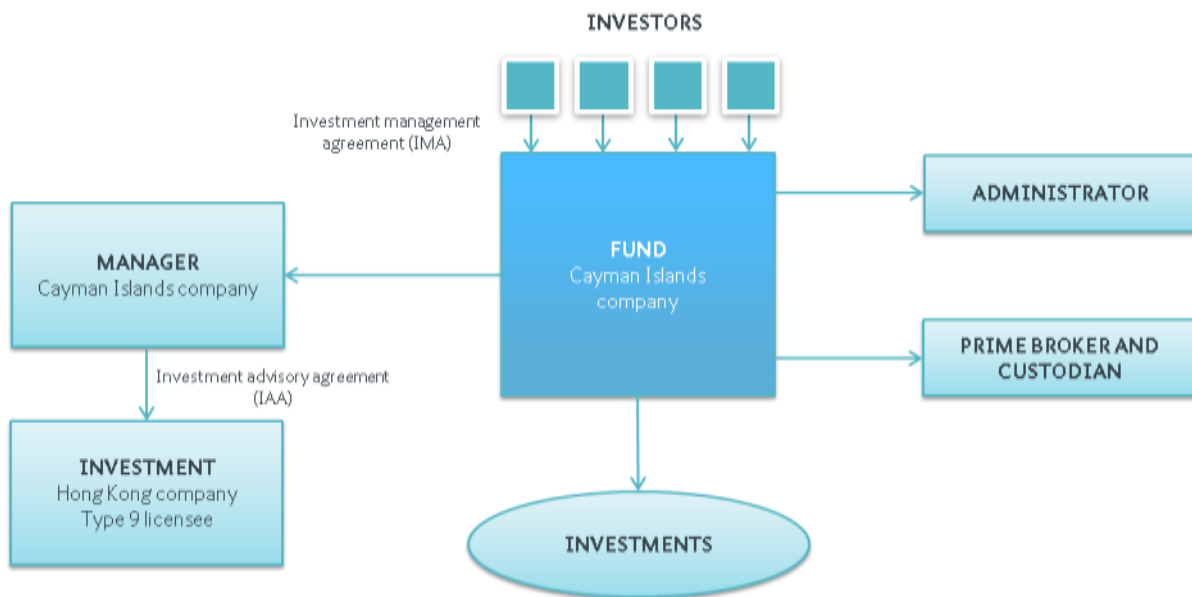 INVESTORS
Investment management
agreement (IMA)
ADMINISTRATOR
FUND
Cayman Islands
company
MANAGER
Cayman Islands company
PRIME BROKER AND
CUSTODIAN
Investment advisory agreement
(IAA)
INVESTMENT
Hong Kong company
Type 9 licensee
INVESTMENTS